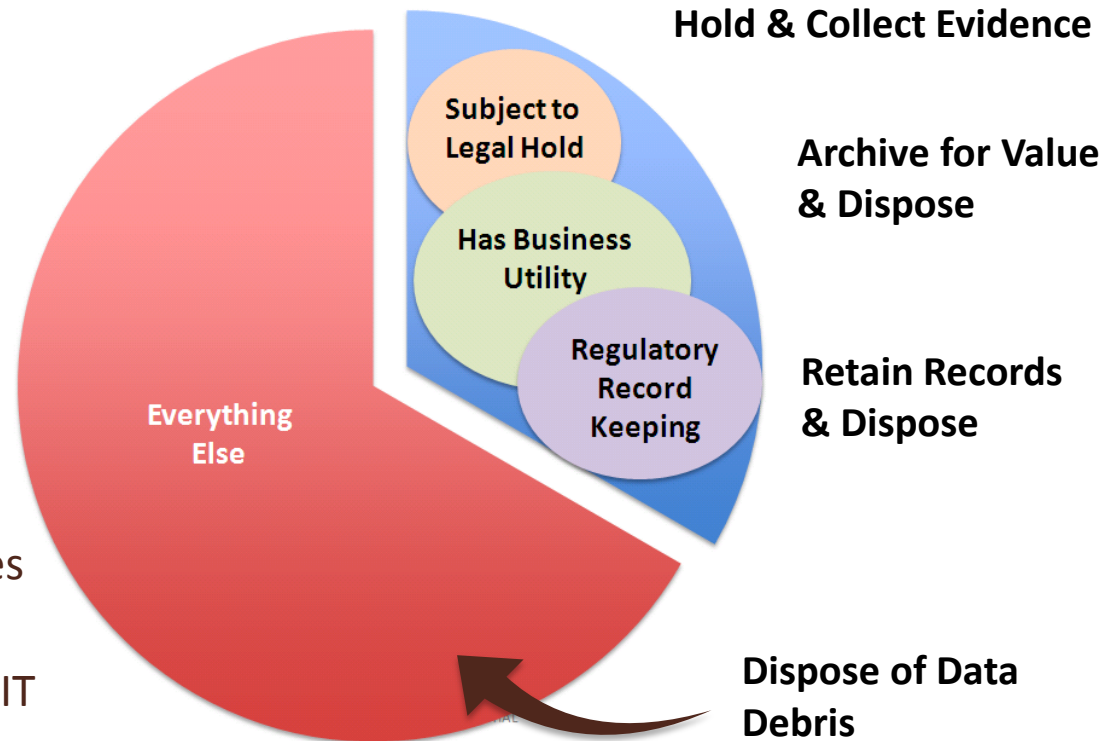 Hold & Collect Evidence
Subject to
Legal Hold
Archive for Value
& Dispose
Has Business
Utility
Regulatory
Record
Keeping
Retain Records
& Dispose
Everything
Else
es
IT
Dispose of Data
Debris